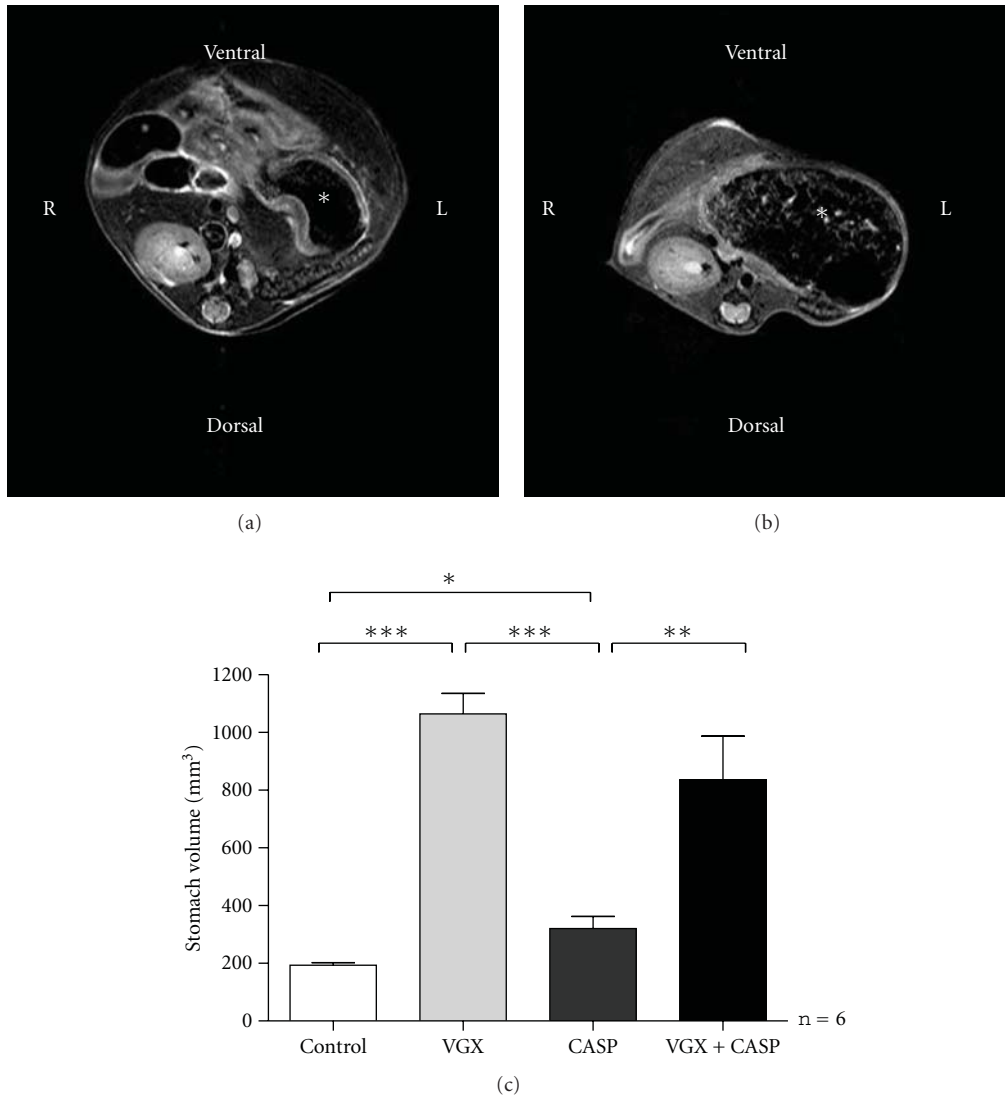 Ventral
R
*
L
Dorsal
(a)
Ventral
R
*
L
Dorsal
(b)
*
*** *** **
Stomach volume (mm³)
1200
1000
800
600
400
200
0
Control VGX CASP VGX + CASP
n = 6
(c)